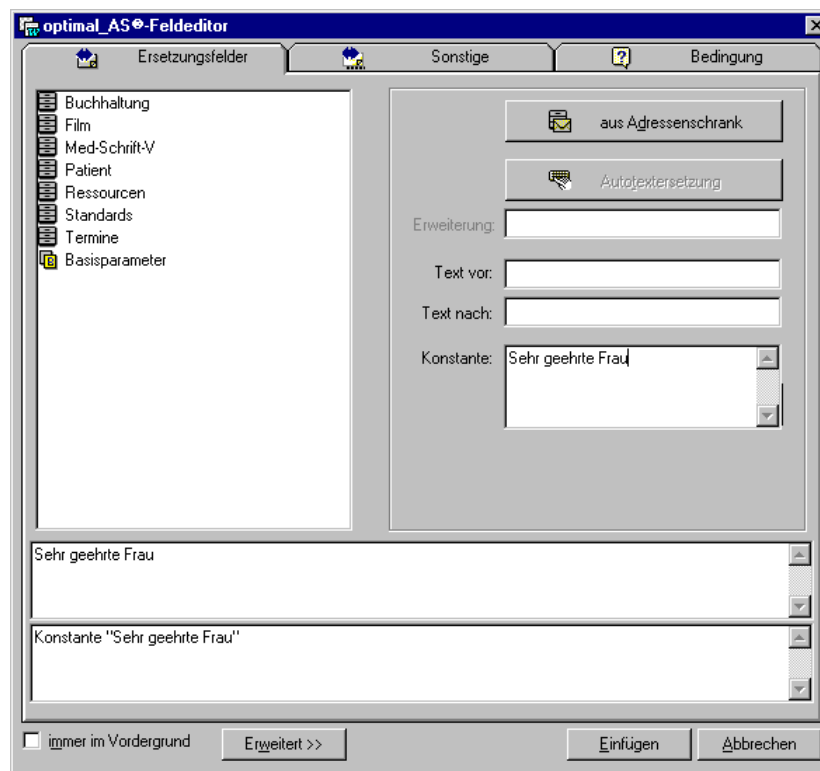 optimal_AS®-Feldeditor
Ersetzungsfelder
Sonstige
Bedingung
Buchhaltung
Film
Med-Schrift-V
Patient
Ressourcen
Standards
Termine
Basisparameter
aus Adressenschrank
Autotextersetzung
Erweiterung:
Text vor:
Text nach:
Konstante: Sehr geehrte Frau
Sehr geehrte Frau
Konstante "Sehr geehrte Frau"
immer im Vordergrund
Erweitert >>
Einfügen
Abbrechen